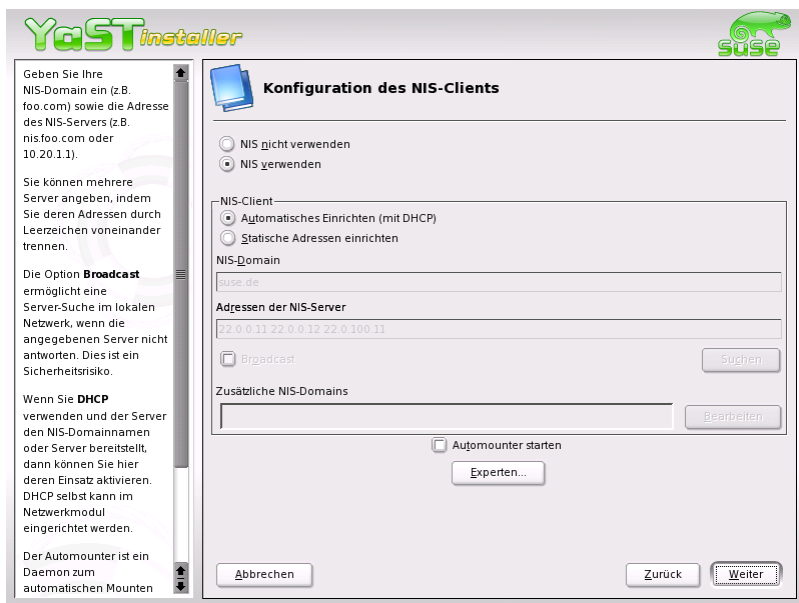 YaST installer
SUSE
Geben Sie Ihre
NIS-Domain ein (z.B.
foo.com) sowie die Adresse
des NIS-Servers (z.B.
nis.foo.com oder
10.20.1.1).
Sie können mehrere
Server angeben, indem
Sie deren Adressen durch
Leerzeichen voneinander
trennen.
Die Option Broadcast
ermöglicht eine
Server-Suche im lokalen
Netzwerk, wenn die
angegebenen Server nicht
antworten. Dies ist ein
Sicherheitsrisiko.
Wenn Sie DHCP
verwenden und der Server
den NIS-Domainnamen
oder Server bereitstellt,
dann können Sie hier
deren Einsatz aktivieren.
DHCP selbst kann im
Netzwerkmodul
eingerichtet werden.
Der Automounter ist ein
Daemon zum
automatischen Mounten
Konfiguration des NIS-Clients
NIS nicht verwenden
NIS verwenden
NIS-Client
Automatisches Einrichten (mit DHCP)
Statische Adressen einrichten
NIS-Domain
suse.de
Adressen der NIS-Server
22.0.0.11 22.0.0.12 22.0.100.11
Broadcast
Suchen
Zusätzliche NIS-Domains
Bearbeiten
Automounter starten
Experten...
Abbrechen
Zurück
Weiter